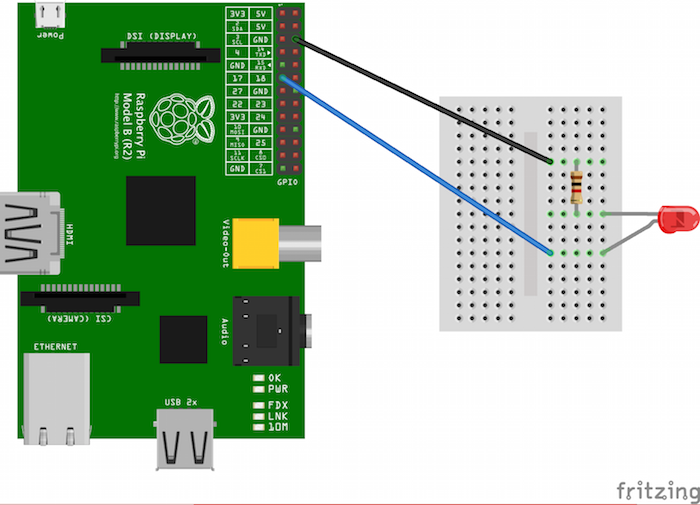 Power
DSI (DISPLAY)
3V3 5V
2 SDA 5V
3 SCL GND
4 14 TXD
GND 15 RXD
17 18
27 GND
22 23
3V3 24
10 MOSI GND
9 MISO 25
11 SCLK 8 CS0
GND 7 CS1
GPIO
Raspberry Pi
Model B (R2)
http://www.raspberrypi.org
HDMI
Video-Out
CSI (CAMERA)
Audio
ETHERNET
USB 2x
OK
PWR
FDX
LNK
10M
fritzing